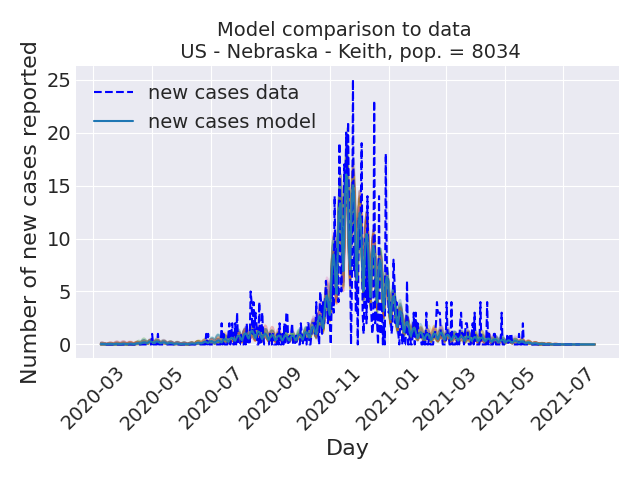 Model comparison to data
US - Nebraska - Keith, pop. = 8034
Number of new cases reported
25
20
15
10
5
0
new cases data
new cases model
2020-03
2020-05
2020-07
2020-09
2020-11
2021-01
2021-03
2021-05
2021-07
Day